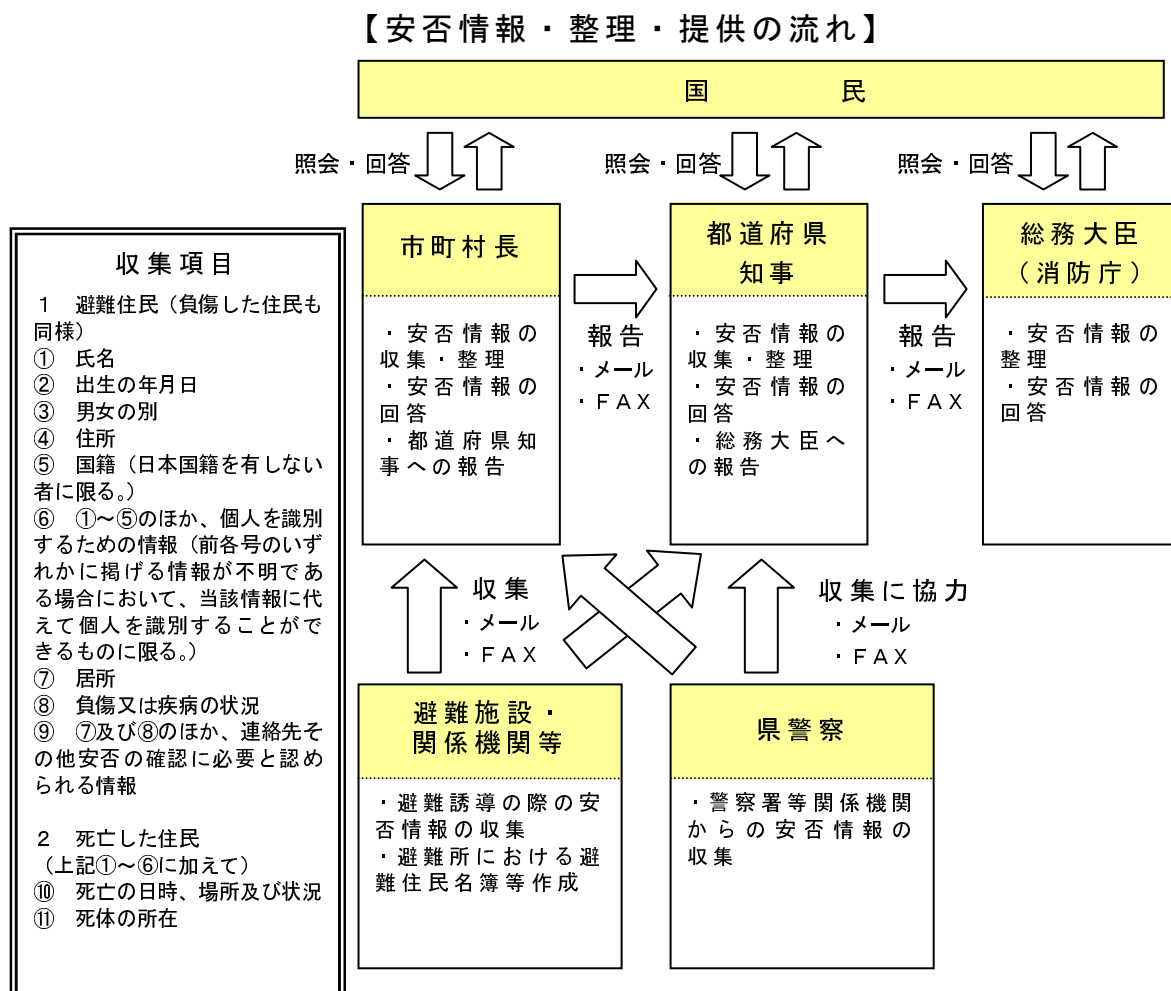 【安否情報・整理・提供の流れ】
国　　　　民
照会・回答
照会・回答
照会・回答
収集項目
1　避難住民（負傷した住民も
同様）
①　氏名
②　出生の年月日
③　男女の別
④　住所
⑤　国籍（日本国籍を有しない
者に限る。）
⑥　①～⑤のほか、個人を識別
するための情報（前各号のいず
れかに掲げる情報が不明であ
る場合において、当該情報に代
えて個人を識別することがで
きるものに限る。）
⑦　居所
⑧　負傷又は疾病の状況
⑨　⑦及び⑧のほか、連絡先そ
の他安否の確認に必要と認め
られる情報
2　死亡した住民
（上記①～⑥に加えて）
⑩　死亡の日時、場所及び状況
⑪　死体の所在
市町村長
・安否情報の
収集・整理
・安否情報の
回答
・都道府県知
事への報告
報告
・メール
・ＦＡＸ
都道府県
知事
・安否情報の
収集・整理
・安否情報の
回答
・総務大臣へ
の報告
報告
・メール
・ＦＡＸ
総務大臣
（消防庁）
・安否情報の
整理
・安否情報の
回答
収集
・メール
・ＦＡＸ
収集に協力
・メール
・ＦＡＸ
避難施設・
関係機関等
・避難誘導の際の安
否情報の収集
・避難所における避
難住民名簿等作成
県警察
・警察署等関係機関
からの安否情報の
収集